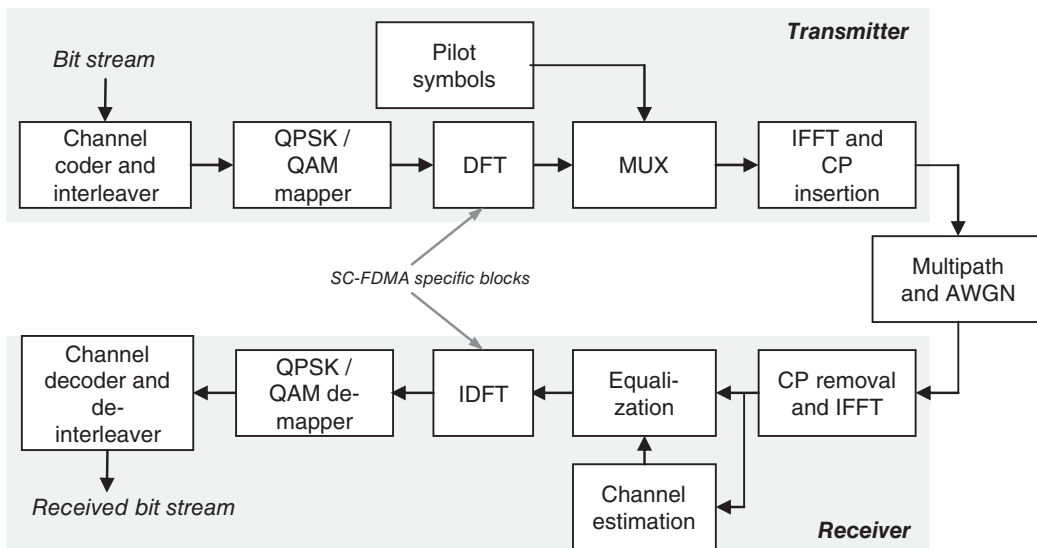 Transmitter
Bit stream
Pilot
symbols
Channel
coder and
interleaver
QPSK /
QAM
mapper
DFT
MUX
IFFT and
CP
insertion
SC-FDMA specific blocks
Multipath
and AWGN
Channel
decoder and
de-
interleaver
QPSK /
QAM de-
mapper
IDFT
Equali-
zation
CP removal
and IFFT
Channel
estimation
Received bit stream
Receiver